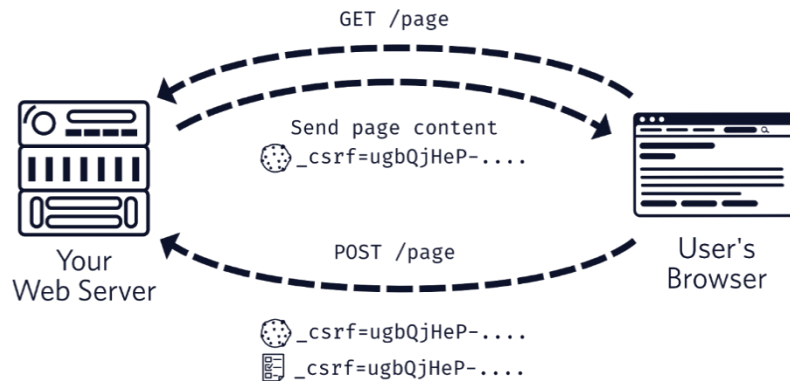 GET /page
Send page content
_csrf=ugbQjHeP-....
POST /page
Your
Web Server
User's
Browser
_csrf=ugbQjHeP-....
_csrf=ugbQjHeP-....